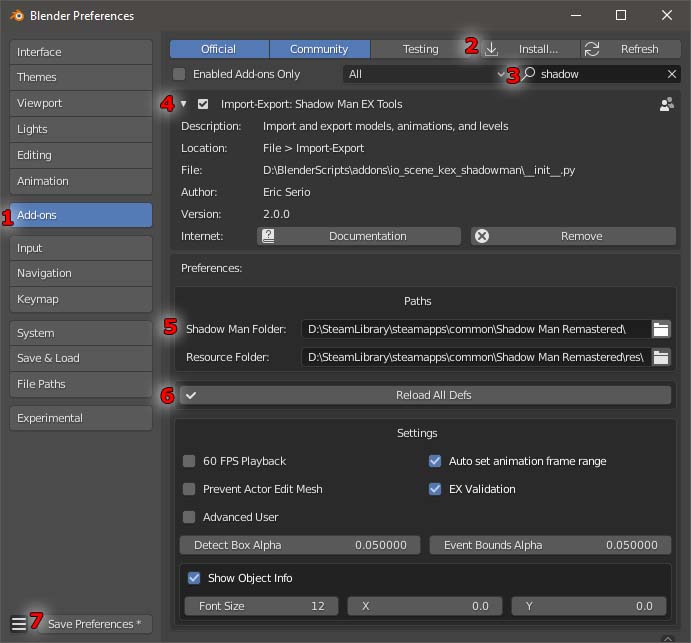 Blender Preferences
Interface
Themes
Viewport
Lights
Editing
Animation
1
Add-ons
Input
Navigation
Keymap
System
Save & Load
File Paths
Experimental
7 Save Preferences *
Official Community Testing 2 Install... Refresh
Enabled Add-ons Only All 3 shadow
4 Import-Export: Shadow Man EX Tools
Description: Import and export models, animations, and levels
Location: File > Import-Export
File: D:\BlenderScripts\addons\io_scene_kex_shadowman\__init__.py
Author: Eric Serio
Version: 2.0.0
Internet: Documentation Remove
Preferences:
Paths
5 Shadow Man Folder: D:\SteamLibrary\steamapps\common\Shadow Man Remastered\
Resource Folder: D:\SteamLibrary\steamapps\common\Shadow Man Remastered\res\
6 Reload All Defs
Settings
60 FPS Playback Auto set animation frame range
Prevent Actor Edit Mesh EX Validation
Advanced User
Detect Box Alpha 0.050000 Event Bounds Alpha 0.050000
Show Object Info
Font Size 12 X 0.0 Y 0.0